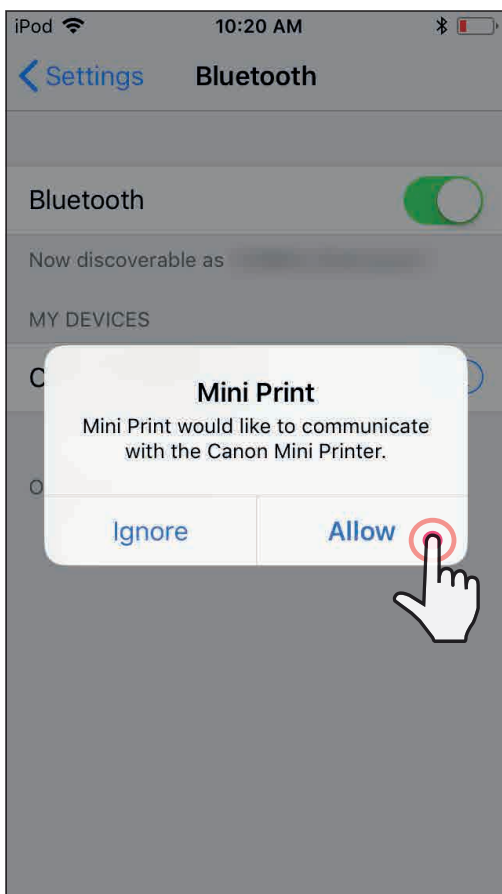 iPod 10:20 AM
Settings Bluetooth
Bluetooth
Now discoverable as
MY DEVICES
C
Mini Print
Mini Print would like to communicate
with the Canon Mini Printer.
O
Ignore Allow